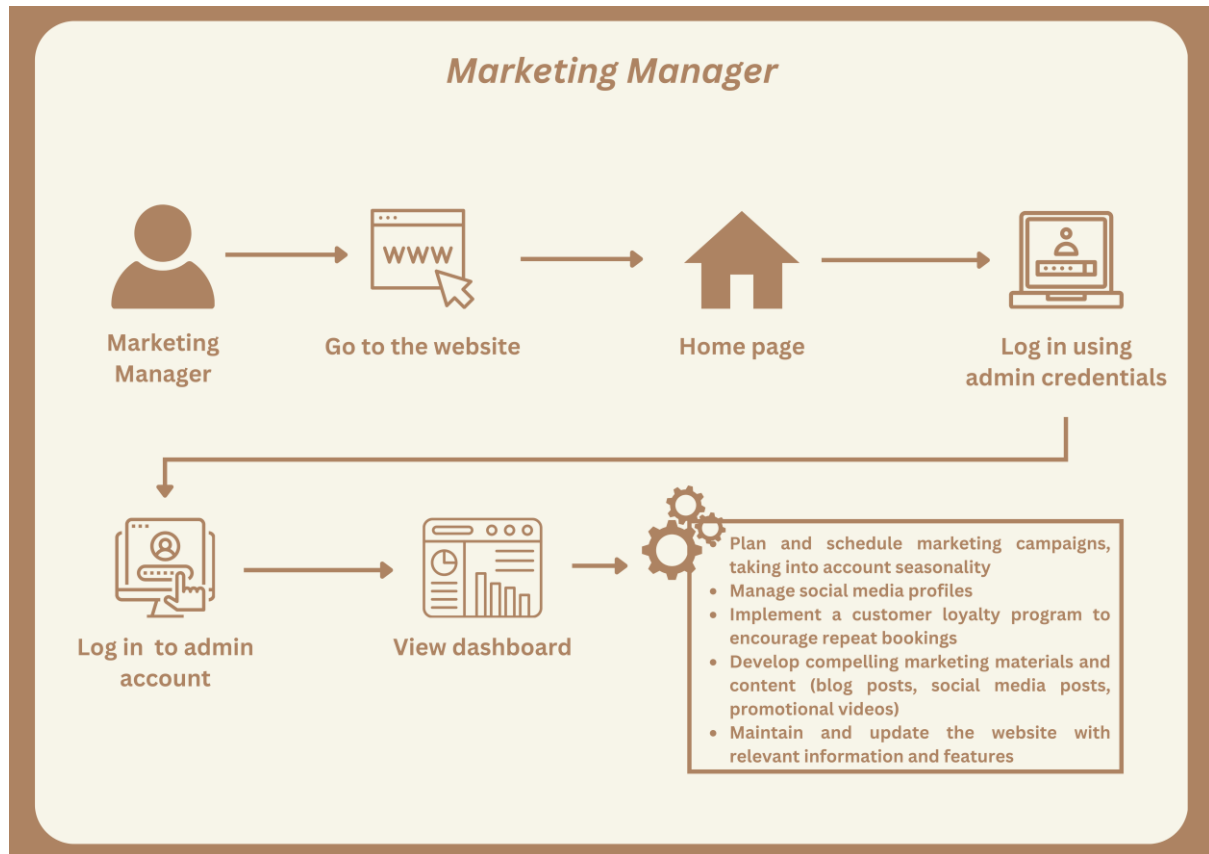 Marketing Manager
WWW
Marketing
Manager
Go to the website
Home page
Log in using
admin credentials
Log in to admin
account
View dashboard
Plan and schedule marketing campaigns,
taking into account seasonality
• Manage social media profiles
• Implement a customer loyalty program to
encourage repeat bookings
• Develop compelling marketing materials and
content (blog posts, social media posts,
promotional videos)
• Maintain and update the website with
relevant information and features